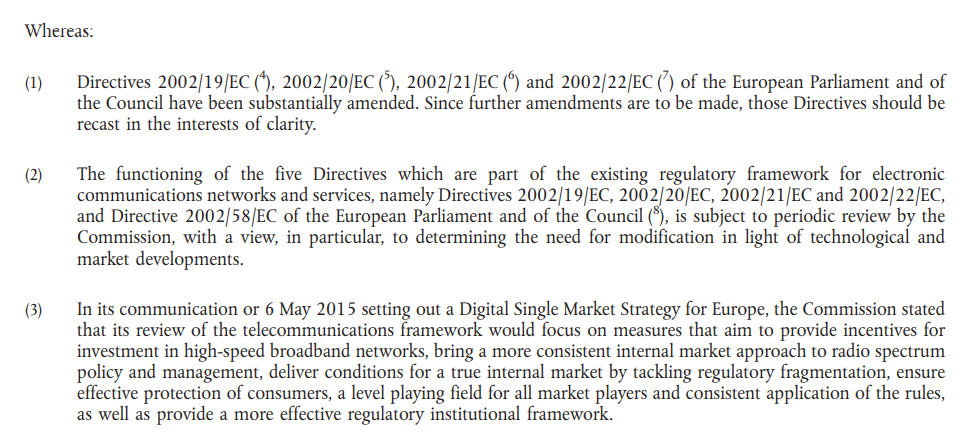 Whereas:
(1) Directives 2002/19/EC (⁴), 2002/20/EC (⁵), 2002/21/EC (⁶) and 2002/22/EC (⁷) of the European Parliament and of
the Council have been substantially amended. Since further amendments are to be made, those Directives should be
recast in the interests of clarity.
(2) The functioning of the five Directives which are part of the existing regulatory framework for electronic
communications networks and services, namely Directives 2002/19/EC, 2002/20/EC, 2002/21/EC and 2002/22/EC,
and Directive 2002/58/EC of the European Parliament and of the Council (⁸), is subject to periodic review by the
Commission, with a view, in particular, to determining the need for modification in light of technological and
market developments.
(3) In its communication or 6 May 2015 setting out a Digital Single Market Strategy for Europe, the Commission stated
that its review of the telecommunications framework would focus on measures that aim to provide incentives for
investment in high-speed broadband networks, bring a more consistent internal market approach to radio spectrum
policy and management, deliver conditions for a true internal market by tackling regulatory fragmentation, ensure
effective protection of consumers, a level playing field for all market players and consistent application of the rules,
as well as provide a more effective regulatory institutional framework.